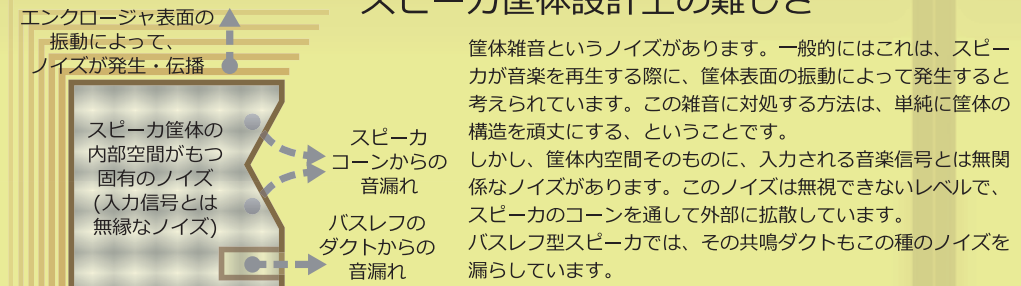 スピーカ筐体設計上の難しさ
エンクロージャ表面の
振動によって、
ノイズが発生・伝播
スピーカ筐体の
内部空間がもつ
固有のノイズ
(入力信号とは
無縁なノイズ)
スピーカ
コーンからの
音漏れ
バスレフの
ダクトからの
音漏れ
筐体雑音というノイズがあります。一般的にはこれは、スピー
カが音楽を再生する際に、筐体表面の振動によって発生すると
考えられています。この雑音に対処する方法は、単純に筐体の
構造を頑丈にする、ということです。
しかし、筐体内空間そのものに、入力される音楽信号とは無関
係なノイズがあります。このノイズは無視できないレベルで、
スピーカのコーンを通して外部に拡散しています。
バスレフ型スピーカでは、その共鳴ダクトもこの種のノイズを
漏らしています。